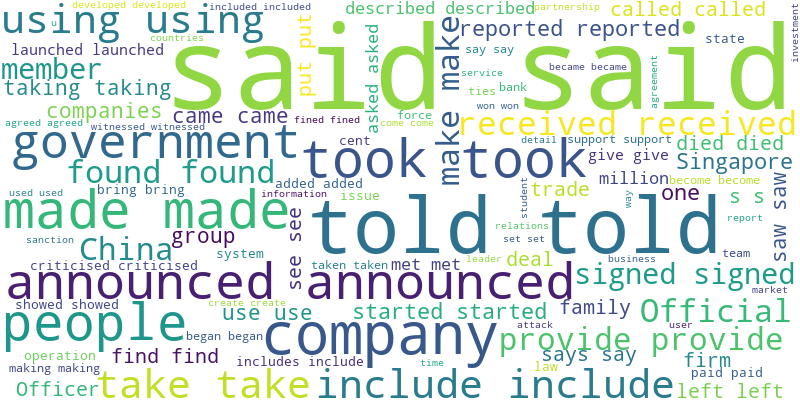 developed developed
included included
described described
partnership
called called
using using
u
put put
said said
make make
reported reported
investment
countries
launched launched
asked asked
say say
state
member
became became
taking taking
service
ties
bank
agreement
companies
came came
won won
agreed agreed
witnessed witnessed
fined fined
force
come come
received received
government
cent
took took
detail
support support
died died
found found
give give
Singapore
added added
used used
bring bring
information
issue
million
become become
trade
student
way
one
s s
saw saw
made made
see see
told told
relations
report
sanction
China
group
set set
system
deal
team
criticised criticised
taken taken
met met
leader
business
announced announced
signed signed
market
showed showed
create create
people
use use
started started
family
Official
began began
company
attack
user
provide provide
operation
find find
includes include
time
says say
firm
making making
law
paid paid
Officer
take take
include include
left left